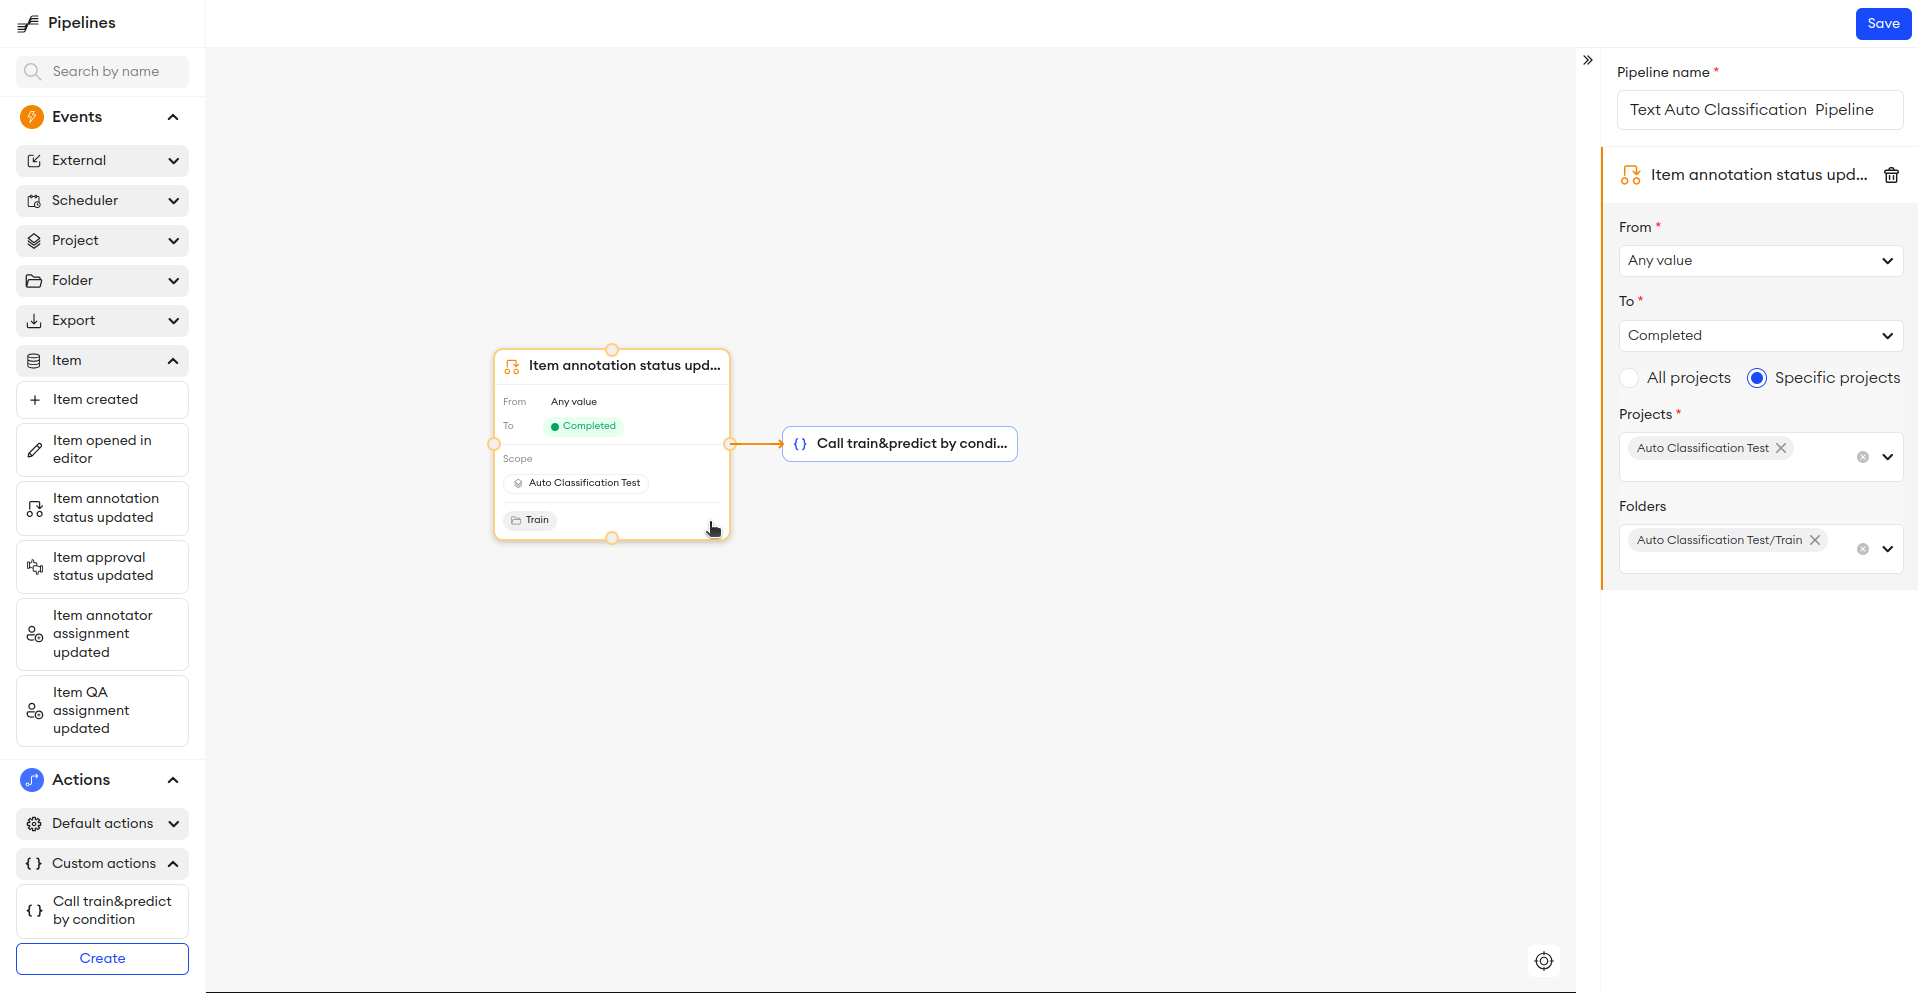 Pipelines
Save
Search by name
Events
External
Scheduler
Project
Folder
Export
Item
Item created
Item opened in
editor
Item annotation
status updated
Item approval
status updated
Item annotator
assignment
updated
Item QA
assignment
updated
Actions
Default actions
Custom actions
Call train&predict
by condition
Create
Item annotation status upd...
From Any value
To Completed
Scope
Auto Classification Test
Train
Call train&predict by condi...
Pipeline name *
Text Auto Classification  Pipeline
Item annotation status upd...
From *
Any value
To *
Completed
All projects Specific projects
Projects *
Auto Classification Test
Folders
Auto Classification Test/Train